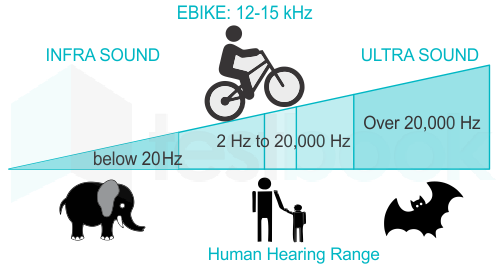 EBIKE: 12-15 kHz
INFRA SOUND
ULTRA SOUND
below 20Hz
2 Hz to 20,000 Hz
Over 20,000 Hz
Human Hearing Range